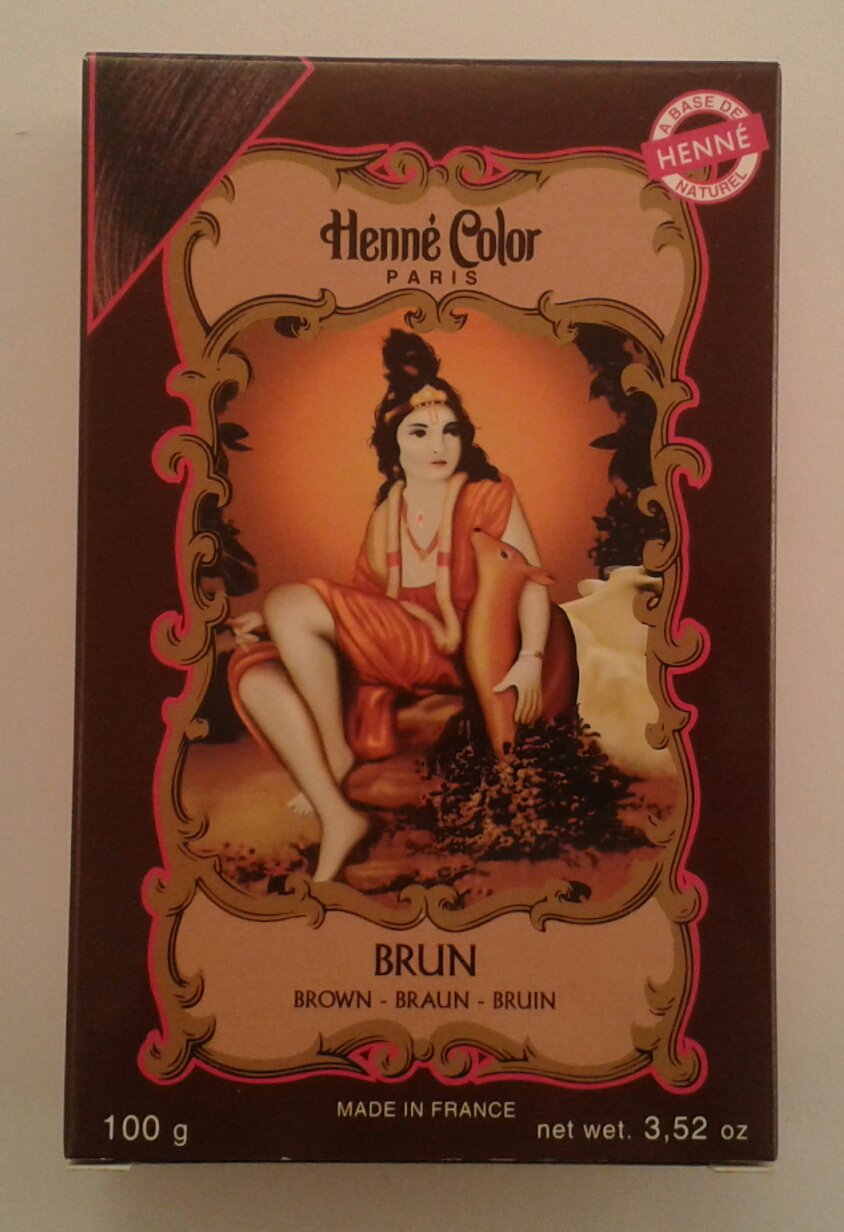 A BASE DE
HENNÉ
NATUREL
Henné Color
PARIS
BRUN
BROWN - BRAUN - BRUIN
MADE IN FRANCE
100 g
net wet. 3,52 oz